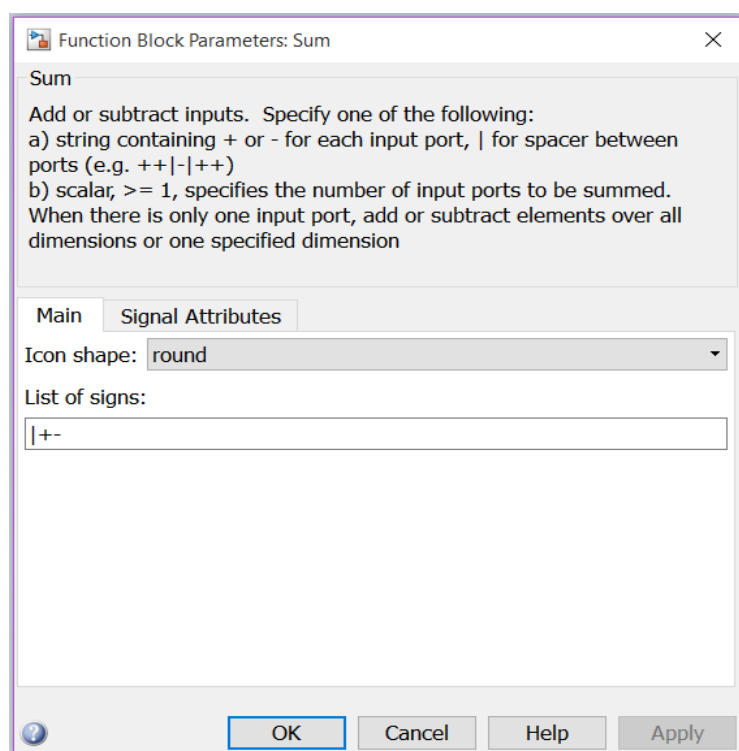 Function Block Parameters: Sum
Sum
Add or subtract inputs.  Specify one of the following:
a) string containing + or - for each input port, | for spacer between
ports (e.g. ++|-|++)
b) scalar, >= 1, specifies the number of input ports to be summed.
When there is only one input port, add or subtract elements over all
dimensions or one specified dimension
Main Signal Attributes
Icon shape: round
List of signs:
|+-
OK Cancel Help Apply